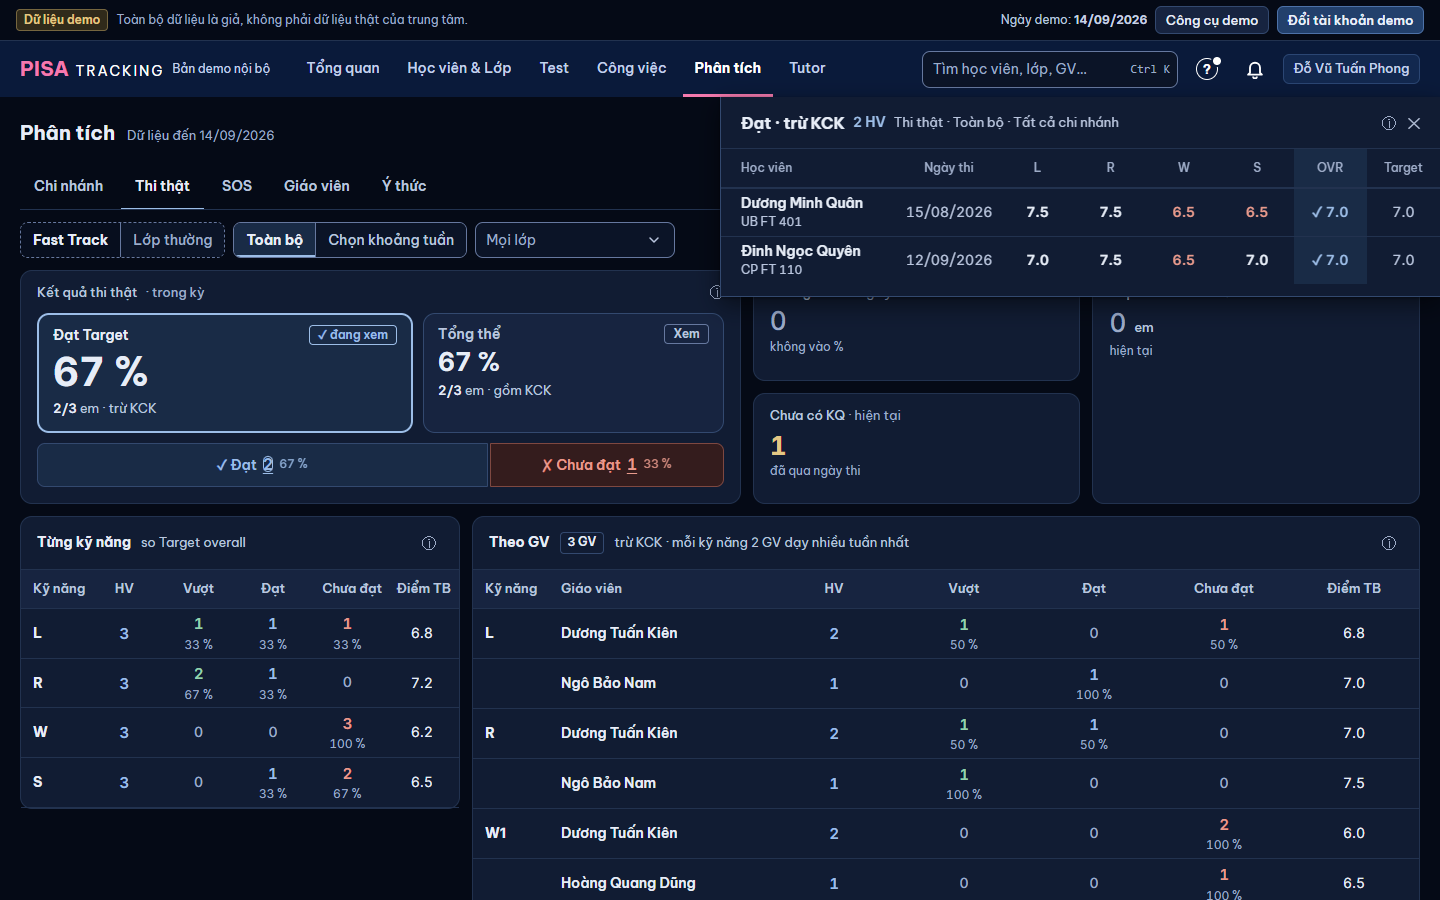 Dữ liệu demo Toàn bộ dữ liệu là giả, không phải dữ liệu thật của trung tâm. Ngày demo: 14/09/2026 Công cụ demo Đổi tài khoản demo
PISA TRACKING Bản demo nội bộ Tổng quan Học viên & Lớp Test Công việc Phân tích Tutor Tìm học viên, lớp, GV... Ctrl K ? Đỗ Vũ Tuấn Phong
Phân tích Dữ liệu đến 14/09/2026
Chi nhánh Thi thật SOS Giáo viên Ý thức
Fast Track Lớp thường Toàn bộ Chọn khoảng tuần Mọi lớp
Đạt · trừ KCK 2 HV Thi thật · Toàn bộ · Tất cả chi nhánh
Học viên Ngày thi L R W S OVR Target
Dương Minh Quân 15/08/2026 7.5 7.5 6.5 6.5 ✓ 7.0 7.0
UB FT 401
Đinh Ngọc Quyên 12/09/2026 7.0 7.5 6.5 7.0 ✓ 7.0 7.0
CP FT 110
Kết quả thi thật · trong kỳ
Đạt Target ✓ đang xem
67 %
2/3 em · trừ KCK
Tổng thể Xem
67 %
2/3 em · gồm KCK
✓ Đạt 2 67 % ✗ Chưa đạt 1 33 %
0
không vào %
Chưa có KQ · hiện tại
1
đã qua ngày thi
0 em
hiện tại
Từng kỹ năng so Target overall
Kỹ năng HV Vượt Đạt Chưa đạt Điểm TB
L 3 1 1 1 6.8
33 % 33 % 33 %
R 3 2 1 0 7.2
67 % 33 %
W 3 0 0 3 6.2
100 %
S 3 0 1 2 6.5
33 % 67 %
Theo GV 3 GV trừ KCK · mỗi kỹ năng 2 GV dạy nhiều tuần nhất
Kỹ năng Giáo viên HV Vượt Đạt Chưa đạt Điểm TB
L Dương Tuấn Kiên 2 1 0 1 6.8
50 % 50 %
Ngô Bảo Nam 1 0 1 0 7.0
100 %
R Dương Tuấn Kiên 2 1 1 0 7.0
50 % 50 %
Ngô Bảo Nam 1 1 0 0 7.5
100 %
W1 Dương Tuấn Kiên 2 0 0 2 6.0
100 %
Hoàng Quang Dũng 1 0 0 1 6.5
100 %